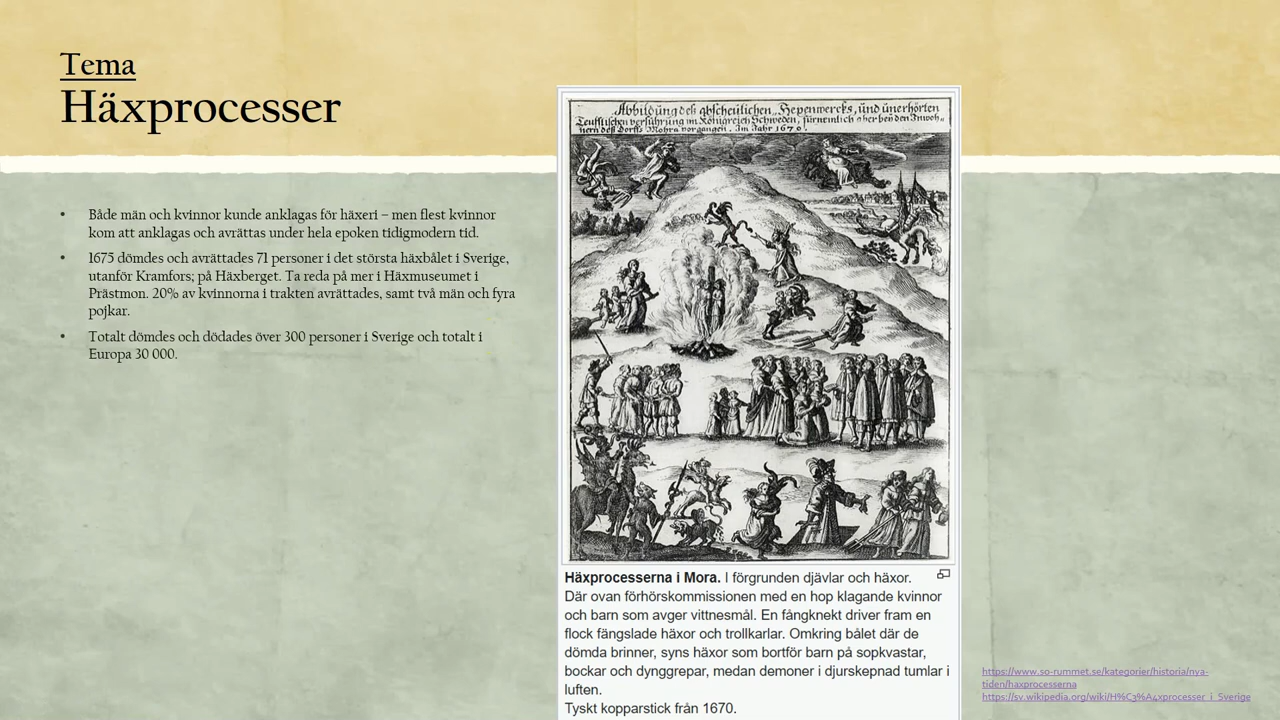 Tema
Häxprocesser
• Både män och kvinnor kunde anklagas för häxeri – men flest kvinnor
kom att anklagas och avrättas under hela epoken tidigmodern tid.
• 1675 dömdes och avrättades 71 personer i det största häxbålet i Sverige,
utanför Kramfors; på Häxberget. Ta reda på mer i Häxmuseumet i
Prästmon. 20% av kvinnorna i trakten avrättades, samt två män och fyra
pojkar.
• Totalt dömdes och dödades över 300 personer i Sverige och totalt i
Europa 30 000.
Abbildung deß abscheulichen Hexenwercks, und unerhörten
Teufflischen verführung im Königreich Schweden, fürnemlich aber bey den Inwoh-
nern deß Dorffs Mohra vorgangen. Im Jahr 1670.
Häxprocesserna i Mora. I förgrunden djävlar och häxor.
Där ovan förhörskommissionen med en hop klagande kvinnor
och barn som avger vittnesmål. En fångknekt driver fram en
flock fängslade häxor och trollkarlar. Omkring bålet där de
dömda brinner, syns häxor som bortför barn på sopkvastar,
bockar och dynggrepar, medan demoner i djurskepnad tumlar i
luften.
Tyskt kopparstick från 1670.
https://www.so-rummet.se/kategorier/historia/nya-
tiden/haxprocesserna
https://sv.wikipedia.org/wiki/H%C3%A4xprocesser_i_Sverige